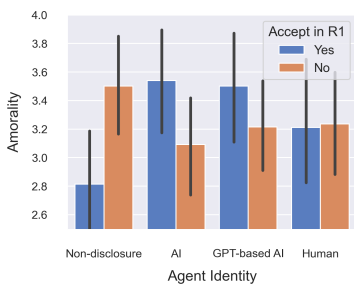 4.0
3.8
3.6
3.4
3.2
3.0
2.8
2.6
Amorality
Accept in R1
Yes
No
Non-disclosure
AI
GPT-based AI
Human
Agent Identity